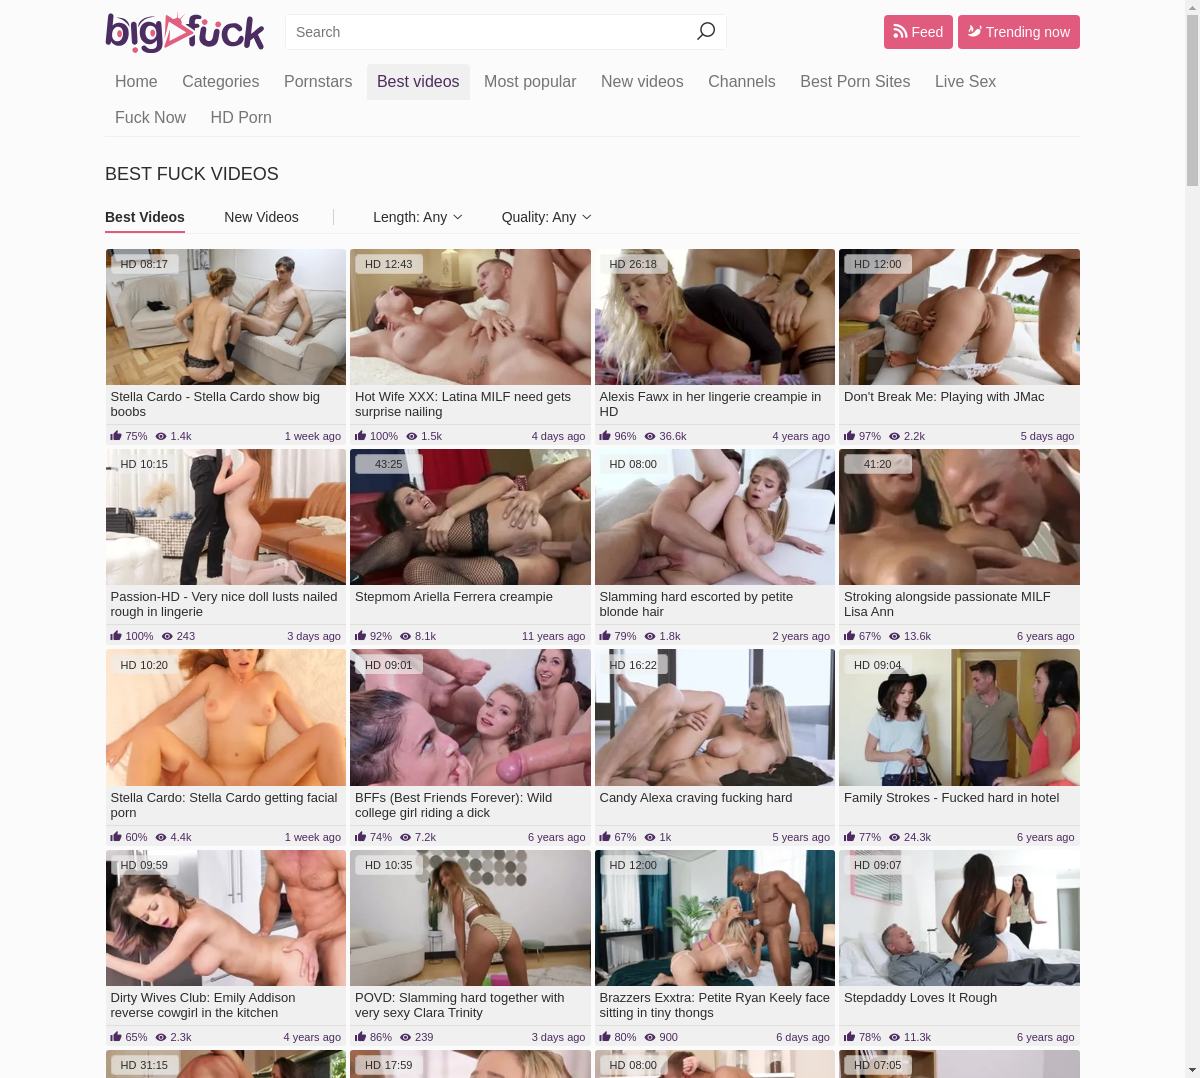 bigfuck
Search
Feed
Trending now
Home Categories Pornstars Best videos Most popular New videos Channels Best Porn Sites Live Sex
Fuck Now HD Porn
BEST FUCK VIDEOS
Best Videos New Videos Length: Any Quality: Any
HD 08:17
HD 12:43
HD 26:18
HD 12:00
Stella Cardo - Stella Cardo show big
boobs
75% 1.4k 1 week ago
Hot Wife XXX: Latina MILF need gets
surprise nailing
100% 1.5k 4 days ago
Alexis Fawx in her lingerie creampie in
HD
96% 36.6k 4 years ago
Don't Break Me: Playing with JMac
97% 2.2k 5 days ago
HD 10:15
43:25
HD 08:00
41:20
Passion-HD - Very nice doll lusts nailed
rough in lingerie
100% 243 3 days ago
Stepmom Ariella Ferrera creampie
92% 8.1k 11 years ago
Slamming hard escorted by petite
blonde hair
79% 1.8k 2 years ago
Stroking alongside passionate MILF
Lisa Ann
67% 13.6k 6 years ago
HD 10:20
HD 09:01
HD 16:22
HD 09:04
Stella Cardo: Stella Cardo getting facial
porn
60% 4.4k 1 week ago
BFFs (Best Friends Forever): Wild
college girl riding a dick
74% 7.2k 6 years ago
Candy Alexa craving fucking hard
67% 1k 5 years ago
Family Strokes - Fucked hard in hotel
77% 24.3k 6 years ago
HD 09:59
HD 10:35
HD 12:00
HD 09:07
Dirty Wives Club: Emily Addison
reverse cowgirl in the kitchen
65% 2.3k 4 years ago
POVD: Slamming hard together with
very sexy Clara Trinity
86% 239 3 days ago
Brazzers Exxtra: Petite Ryan Keely face
sitting in tiny thongs
80% 900 6 days ago
Stepdaddy Loves It Rough
78% 11.3k 6 years ago
HD 31:15
HD 17:59
HD 08:00
HD 07:05